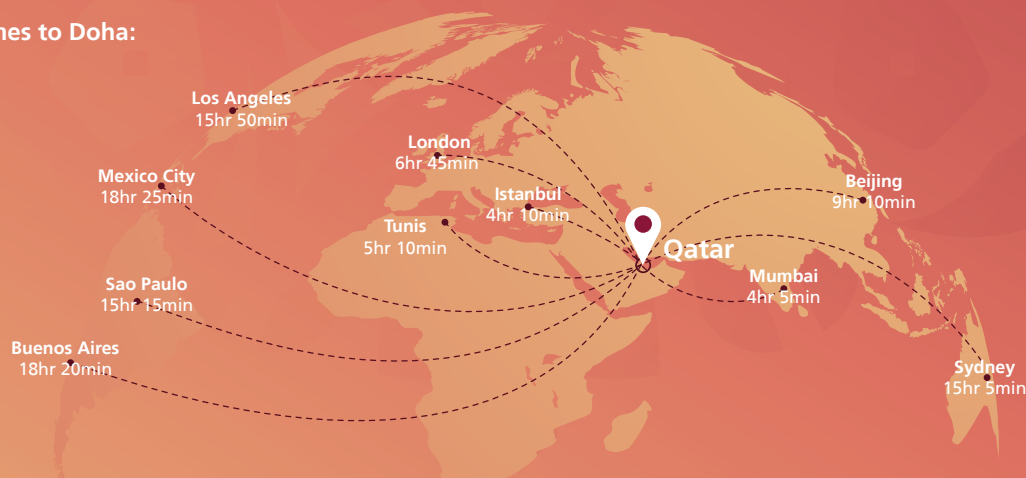 to Doha:
Los Angeles
15hr 50min
London
6hr 45min
Mexico City
18hr 25min
Istanbul
4hr 10min
Beijing
9hr 10min
Tunis
5hr 10min
Qatar
Mumbai
4hr 5min
Sao Paulo
15hr 15min
Buenos Aires
18hr 20min
Sydney
15hr 5min